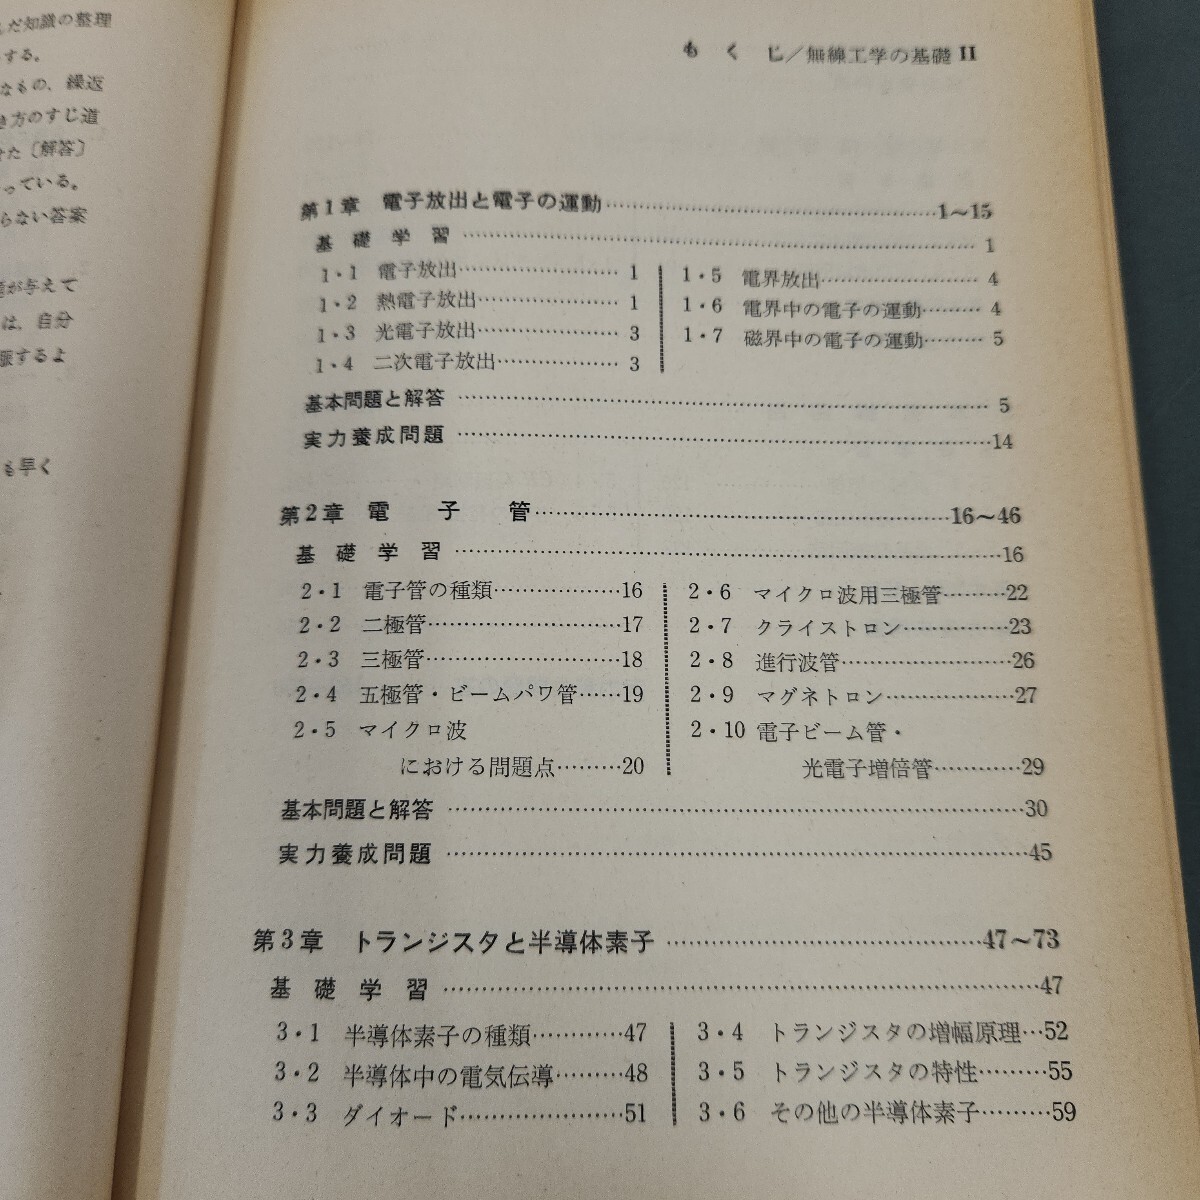 だ知識の整理
する。
なもの、繰返
き方のすじ道
せた〔解答〕
っている。
らない答案
が与えて
は、自分
張するよ
も早く
もくじ／無線工学の基礎 II
第1章 電子放出と電子の運動……1～15
基礎学習……1
1・1 電子放出……1
1・2 熱電子放出……1
1・3 光電子放出……3
1・4 二次電子放出……3
1・5 電界放出……4
1・6 電界中の電子の運動……4
1・7 磁界中の電子の運動……5
基本問題と解答……5
実力養成問題……14
第2章 電子管……16～46
基礎学習……16
2・1 電子管の種類……16
2・2 二極管……17
2・3 三極管……18
2・4 五極管・ビームパワ管……19
2・5 マイクロ波
における問題点……20
2・6 マイクロ波用三極管……22
2・7 クライストロン……23
2・8 進行波管……26
2・9 マグネトロン……27
2・10 電子ビーム管・
光電子増倍管……29
基本問題と解答……30
実力養成問題……45
第3章 トランジスタと半導体素子……47～73
基礎学習……47
3・1 半導体素子の種類……47
3・2 半導体中の電気伝導……48
3・3 ダイオード……51
3・4 トランジスタの増幅原理…52
3・5 トランジスタの特性……55
3・6 その他の半導体素子……59